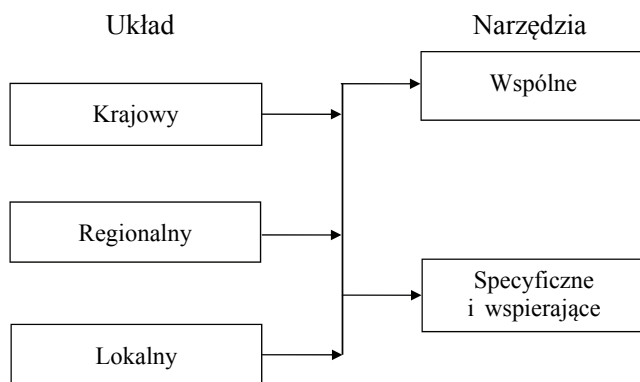 Układ
Narzędzia
Krajowy
Wspólne
Regionalny
Specyficzne
i wspierające
Lokalny